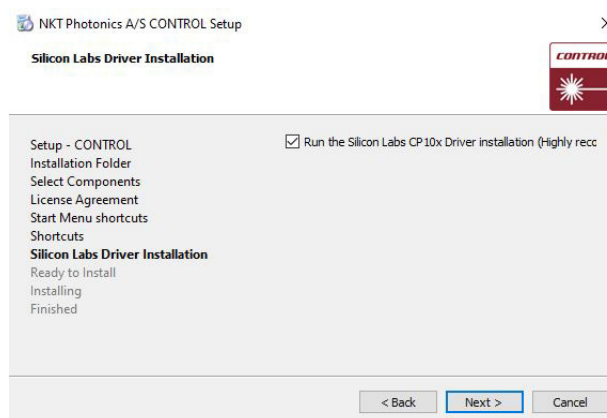 NKT Photonics A/S CONTROL Setup
Silicon Labs Driver Installation
CONTROL
Setup - CONTROL
Installation Folder
Select Components
License Agreement
Start Menu shortcuts
Shortcuts
Silicon Labs Driver Installation
Ready to Install
Installing
Finished
Run the Silicon Labs CP10x Driver installation (Highly recc
< Back Next > Cancel